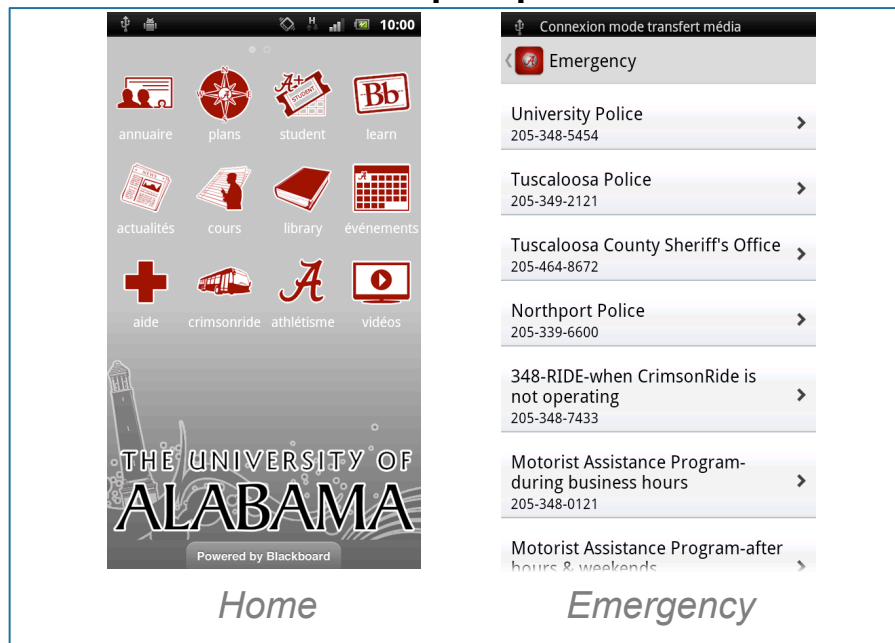 H
10:00
annuaire plans student learn
actualités cours library événements
aide crimsonride athlétisme vidéos
THE UNIVERSITY OF
ALABAMA
Powered by Blackboard
Home
Connexion mode transfert média
Emergency
University Police
205-348-5454
Tuscaloosa Police
205-349-2121
Tuscaloosa County Sheriff's Office
205-464-8672
Northport Police
205-339-6600
348-RIDE-when CrimsonRide is
not operating
205-348-7433
Motorist Assistance Program-
during business hours
205-348-0121
Motorist Assistance Program-after
hours & weekends
Emergency